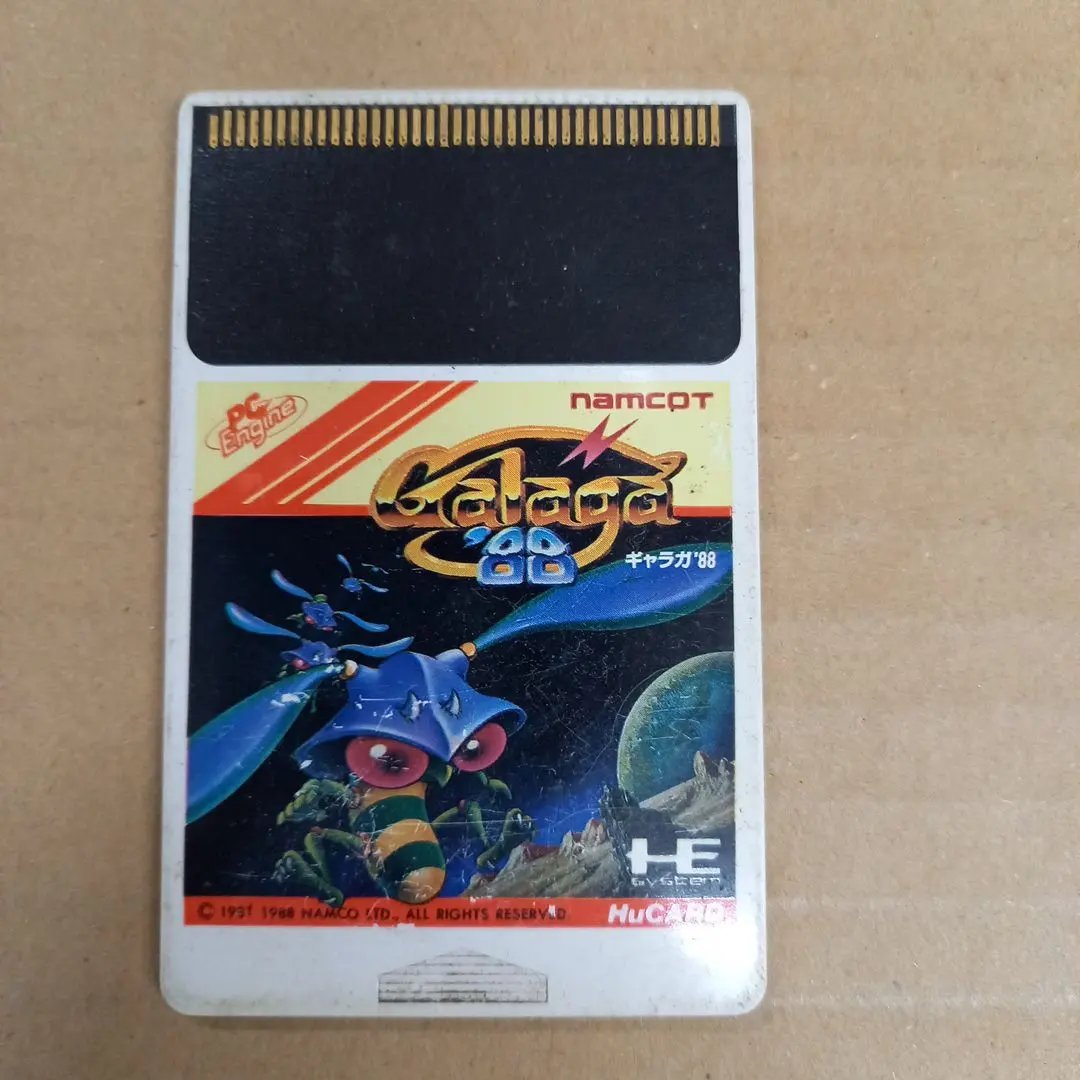 PC Engine
namcot
Galaga
'88
ギャラガ'88
HE
SYSTEM
© 1981 1988 NAMCO LTD., ALL RIGHTS RESERVED
HuCARD